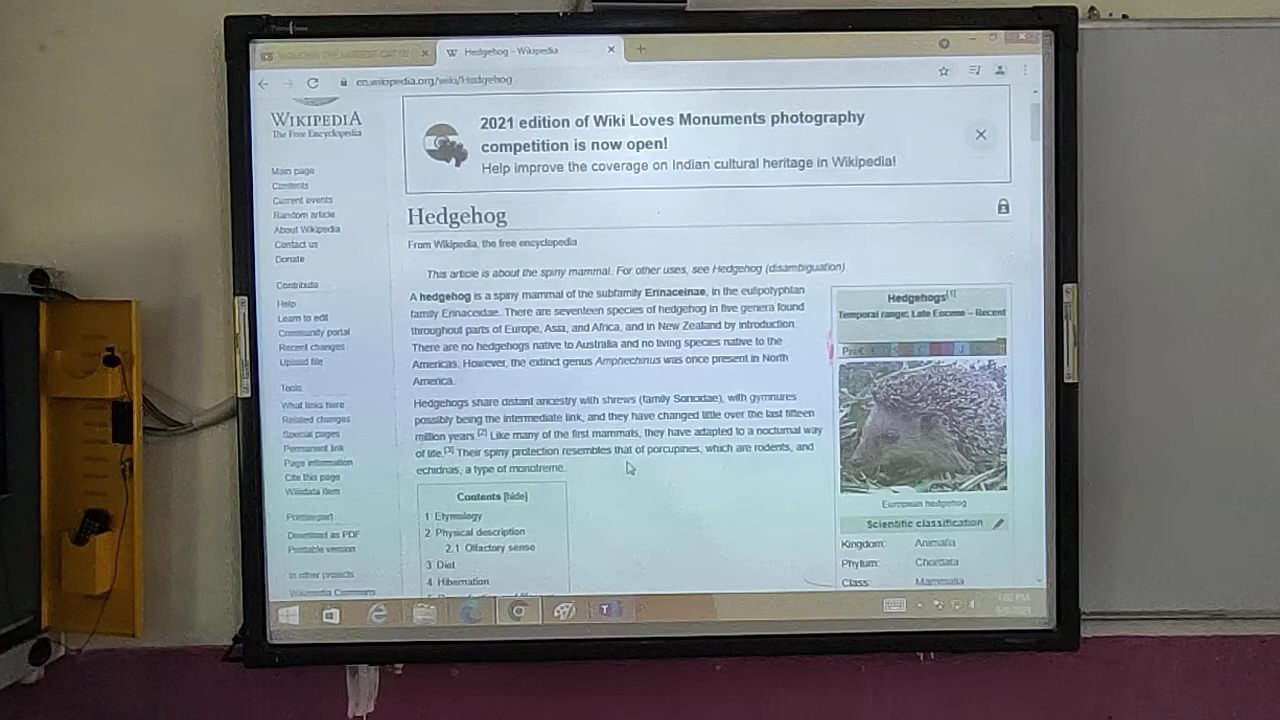 Hedgehog - Wikipedia
en.wikipedia.org/wiki/Hedgehog
WIKIPEDIA
The Free Encyclopedia
Main page
Contents
Current events
Random article
About Wikipedia
Contact us
Donate
Contribute
Help
Learn to edit
Community portal
Recent changes
Upload file
Tools
What links here
Related changes
Special pages
Permanent link
Page information
Cite this page
Wikidata item
Print/export
Download as PDF
Printable version
In other projects
Wikimedia Commons
2021 edition of Wiki Loves Monuments photography
competition is now open!
Help improve the coverage on Indian cultural heritage in Wikipedia!
Hedgehog
From Wikipedia, the free encyclopedia
This article is about the spiny mammal. For other uses, see Hedgehog (disambiguation)
A hedgehog is a spiny mammal of the subfamily Erinaceinae, in the eulipotyphlan
family Erinaceidae. There are seventeen species of hedgehog in five genera found
throughout parts of Europe, Asia, and Africa, and in New Zealand by introduction.
There are no hedgehogs native to Australia and no living species native to the
Americas. However, the extinct genus Amphechinus was once present in North
America.
Hedgehogs share distant ancestry with shrews (family Soricidae), with gymnures
possibly being the intermediate link, and they have changed little over the last fifteen
million years.[2] Like many of the first mammals, they have adapted to a nocturnal way
of life.[3] Their spiny protection resembles that of porcupines, which are rodents, and
echidnas, a type of monotreme.
Contents [hide]
1 Etymology
2 Physical description
2.1 Olfactory sense
3 Diet
4 Hibernation
Hedgehogs[1]
Temporal range: Late Eocene – Recent
European hedgehog
Scientific classification
Kingdom: Animalia
Phylum: Chordata
Class: Mammalia